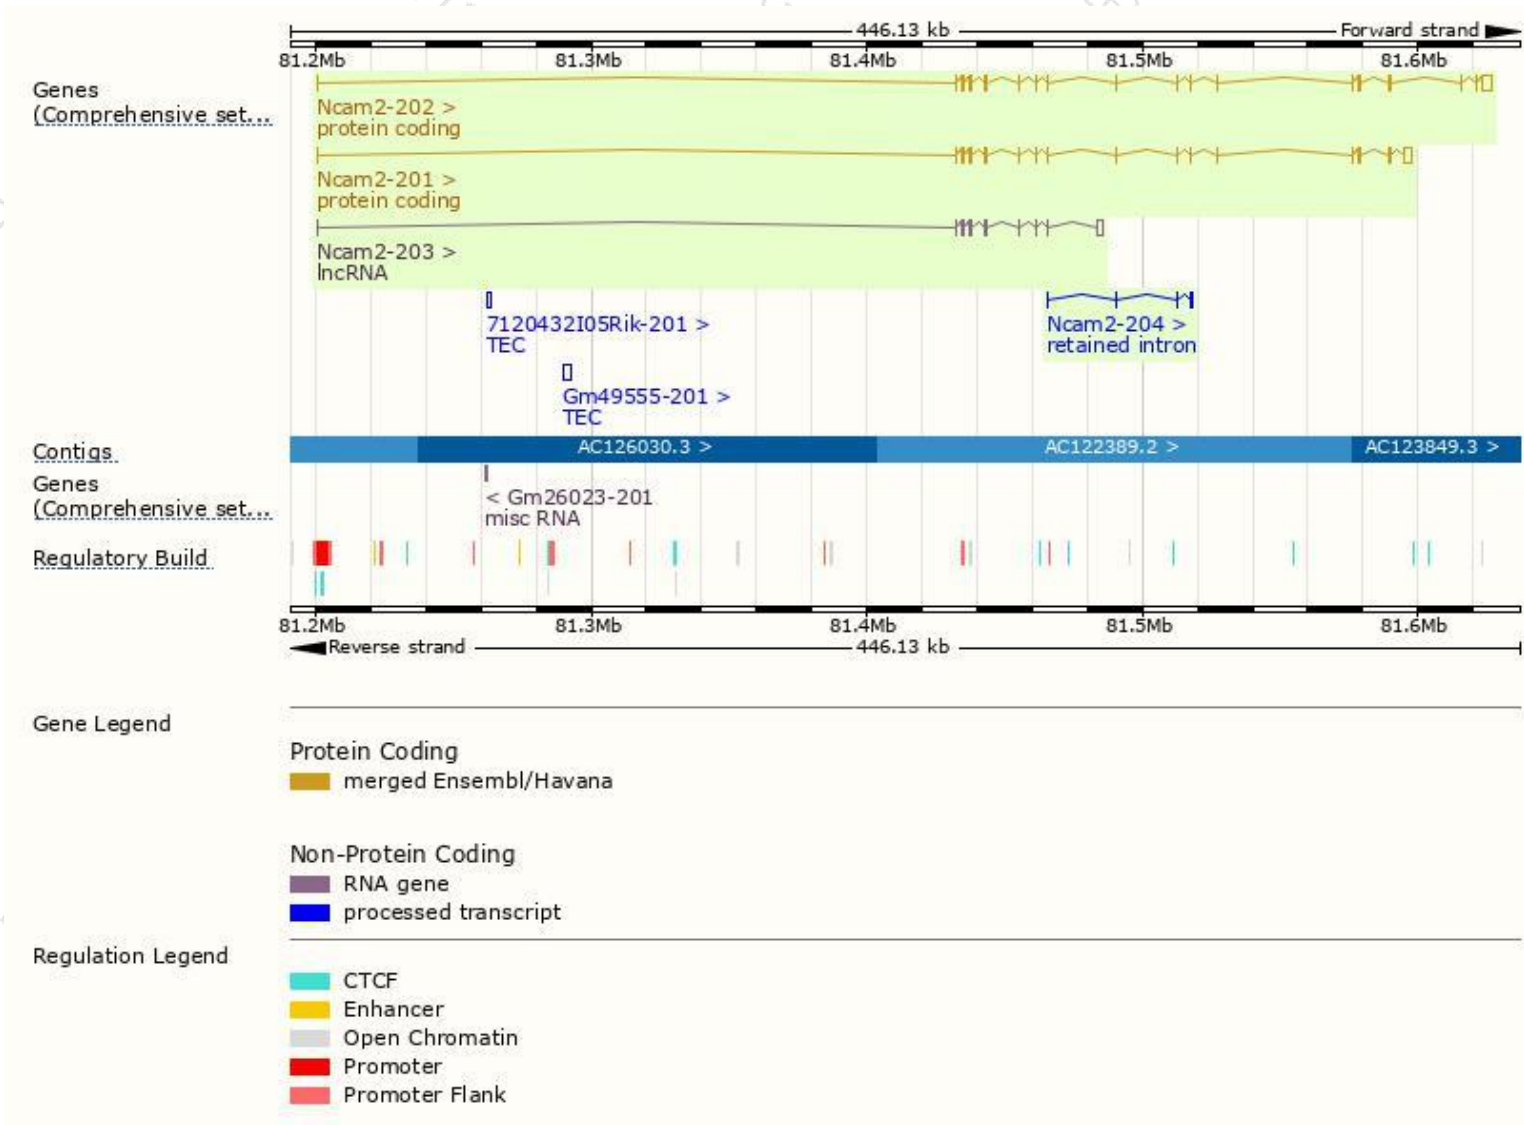 446.13 kb
Forward strand
81.2Mb 81.3Mb 81.4Mb 81.5Mb 81.6Mb
Genes
(Comprehensive set...
Ncam2-202 >
protein coding
Ncam2-201 >
protein coding
Ncam2-203 >
lncRNA
7120432I05Rik-201 >
TEC
Ncam2-204 >
retained intron
Gm49555-201 >
TEC
Contigs
AC126030.3 > AC122389.2 > AC123849.3 >
Genes
(Comprehensive set...
< Gm26023-201
misc RNA
Regulatory Build
81.2Mb 81.3Mb 81.4Mb 81.5Mb 81.6Mb
Reverse strand
446.13 kb
Gene Legend
Protein Coding
merged Ensembl/Havana
Non-Protein Coding
RNA gene
processed transcript
Regulation Legend
CTCF
Enhancer
Open Chromatin
Promoter
Promoter Flank